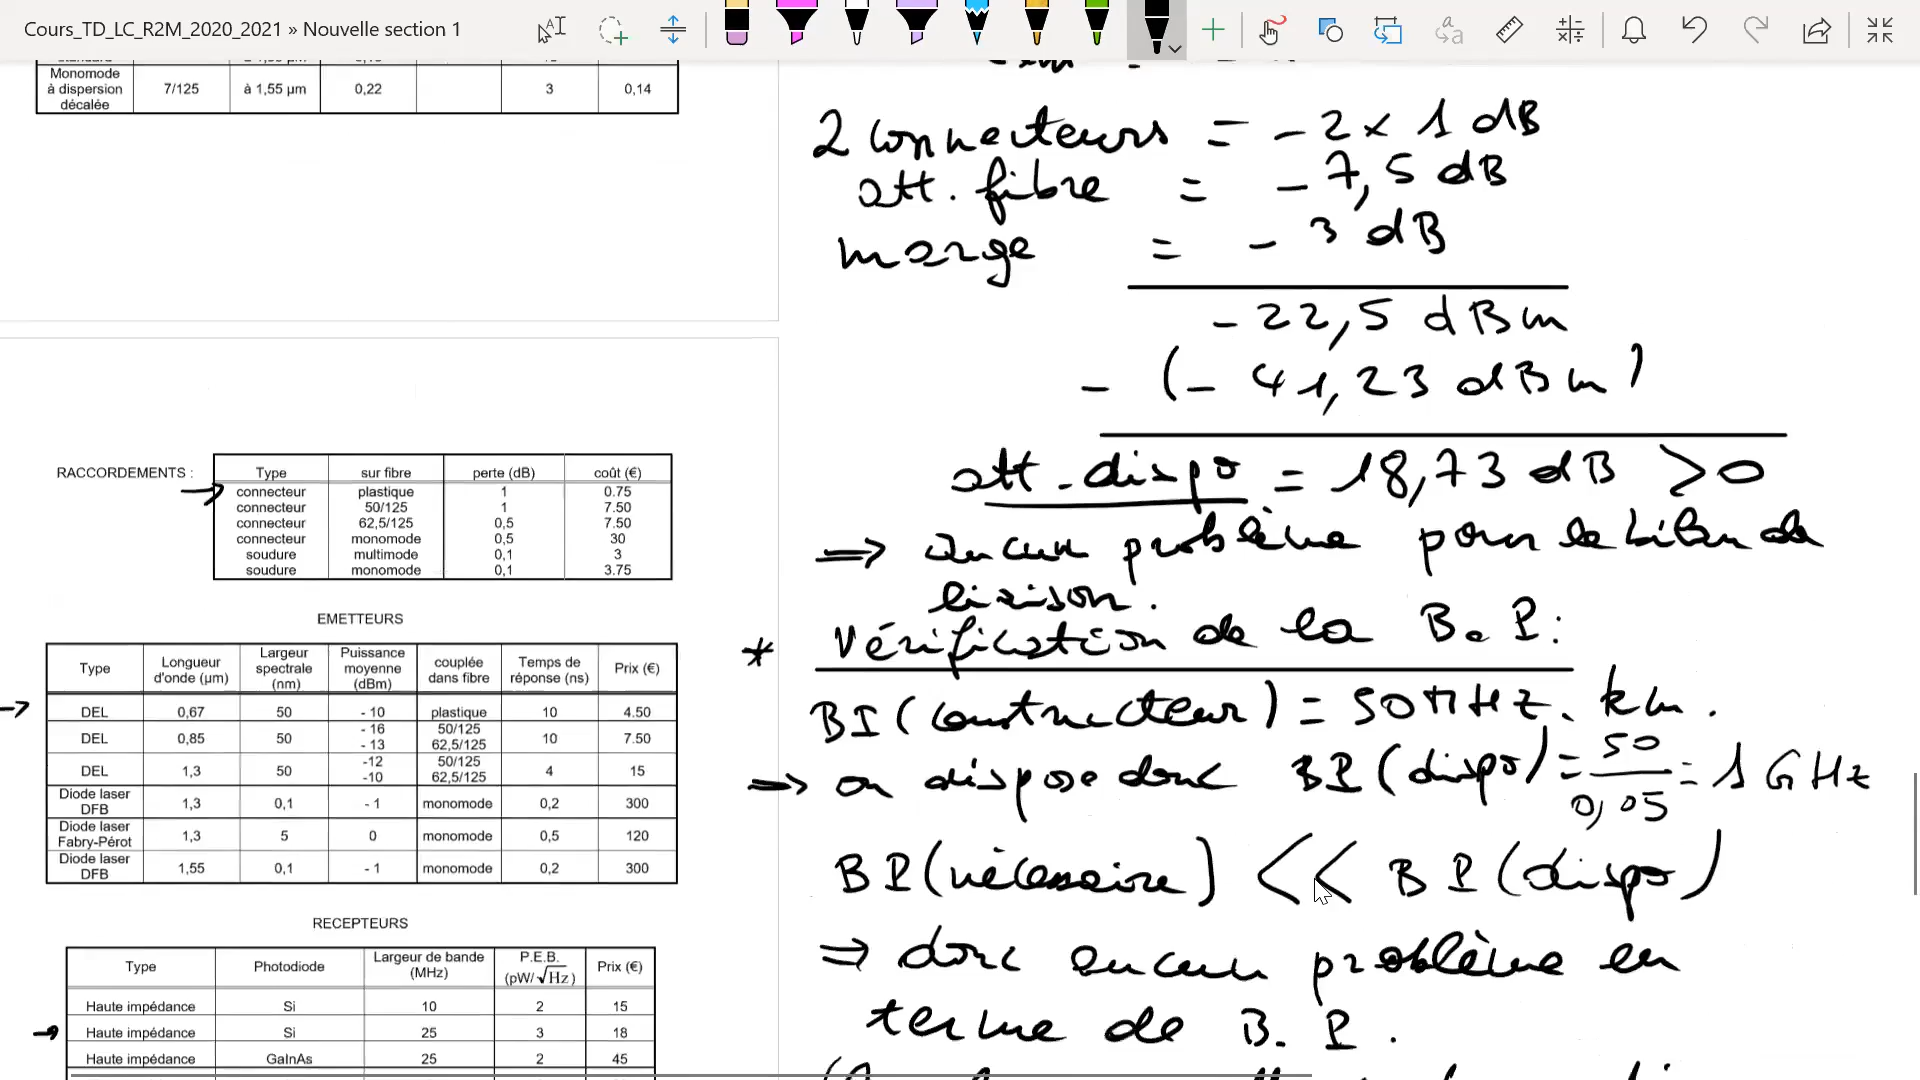 Cours_TD_LC_R2M_2020_2021 » Nouvelle section 1
Monomode à dispersion décalée 7/125 à 1,55 µm 0,22 3 0,14
RACCORDEMENTS :
Type sur fibre perte (dB) coût (€)
connecteur plastique 1 0.75
connecteur 50/125 1 7.50
connecteur 62,5/125 0,5 7.50
connecteur monomode 0,5 30
soudure multimode 0,1 3
soudure monomode 0,1 3.75
EMETTEURS
Type Longueur d'onde (µm) Largeur spectrale (nm) Puissance moyenne (dBm) couplée dans fibre Temps de réponse (ns) Prix (€)
DEL 0,67 50 - 10 plastique 10 4.50
DEL 0,85 50 - 16 50/125 10 7.50
- 13 62,5/125
DEL 1,3 50 -12 50/125 4 15
-10 62,5/125
Diode laser DFB 1,3 0,1 - 1 monomode 0,2 300
Diode laser Fabry-Pérot 1,3 5 0 monomode 0,5 120
Diode laser DFB 1,55 0,1 - 1 monomode 0,2 300
RECEPTEURS
Type Photodiode Largeur de bande (MHz) P.E.B. (pW/√Hz) Prix (€)
Haute impédance Si 10 2 15
Haute impédance Si 25 3 18
Haute impédance GaInAs 25 2 45
2 connecteurs = - 2 x 1 dB
att. fibre = - 7,5 dB
marge = - 3 dB
- 22,5 dBm
- (- 41,23 dBm)
att. dispo = 18,73 dB > 0
=> aucun problème pour le bilan de
liaison.
* Vérification de la B.P:
BP(constructeur) = 50 MHz.km.
=> on dispose donc BP(dispo) = 50/0,05 = 1 GHz
BP(nécessaire) << BP(dispo)
=> donc aucun problème en
terme de B.P.